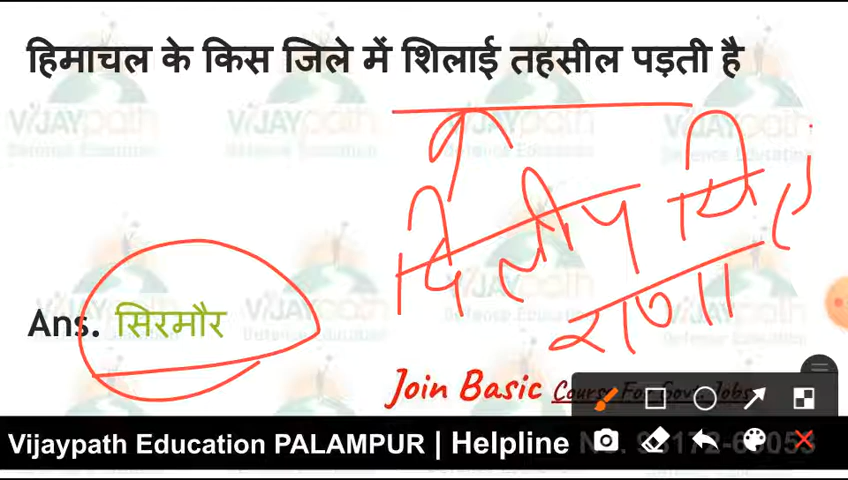 हिमाचल के किस जिले में शिलाई तहसील पड़ती है
दिलीप सिंह
राणा
Ans. सिरमौर
Join Basic Course For Govt. Jobs
Vijaypath Education PALAMPUR | Helpline